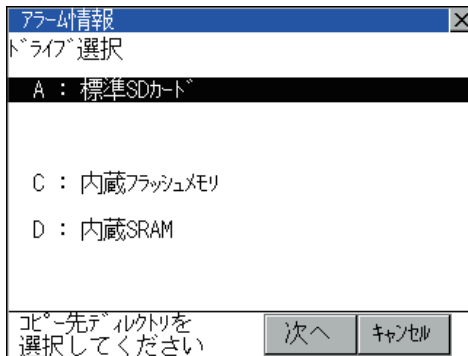 アラーム情報
ドライブ選択
A : 標準SDカード
C : 内蔵フラッシュメモリ
D : 内蔵SRAM
コピー先ディレクトリを
選択してください
次へ
キャンセル